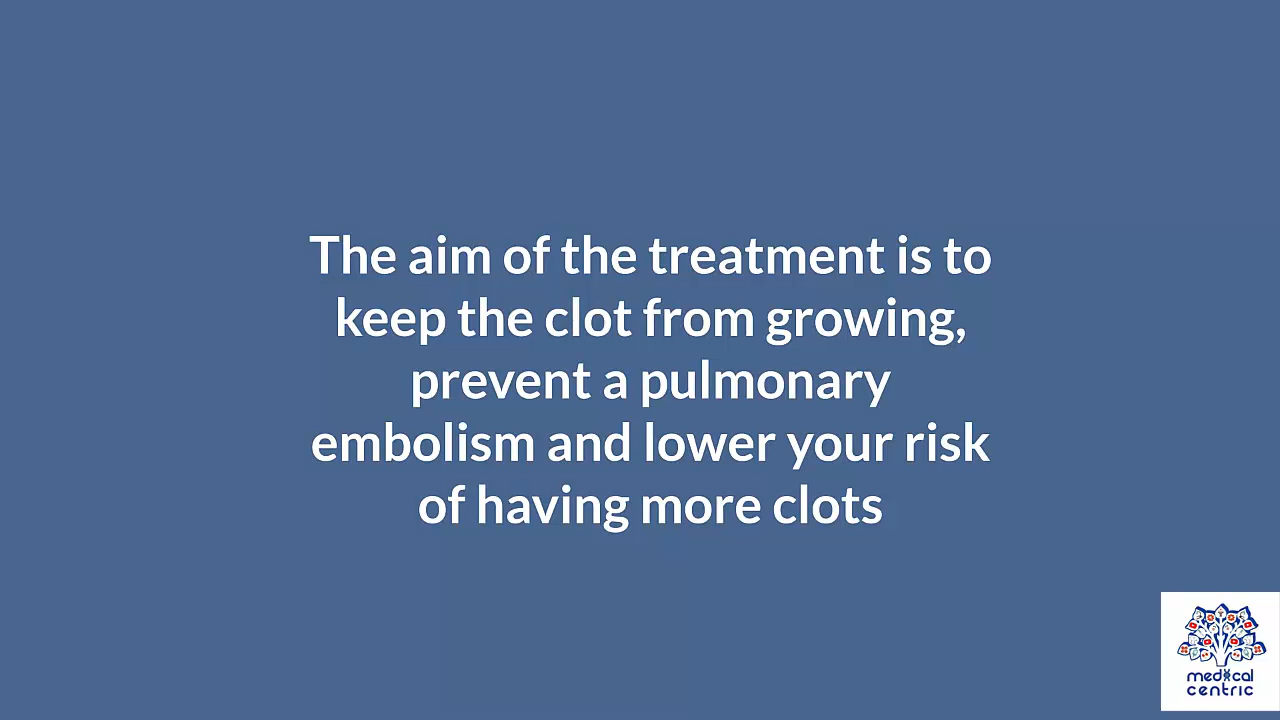 The aim of the treatment is to
keep the clot from growing,
prevent a pulmonary
embolism and lower your risk
of having more clots
medical
centric